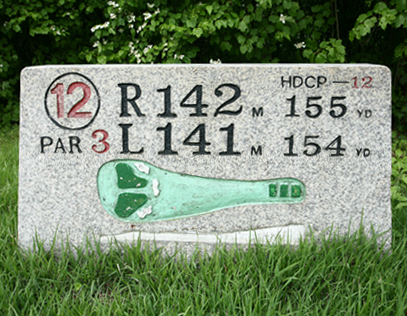 HDCP—12
12 R 142 M 155 YD
PAR 3 L 141 M 154 YD